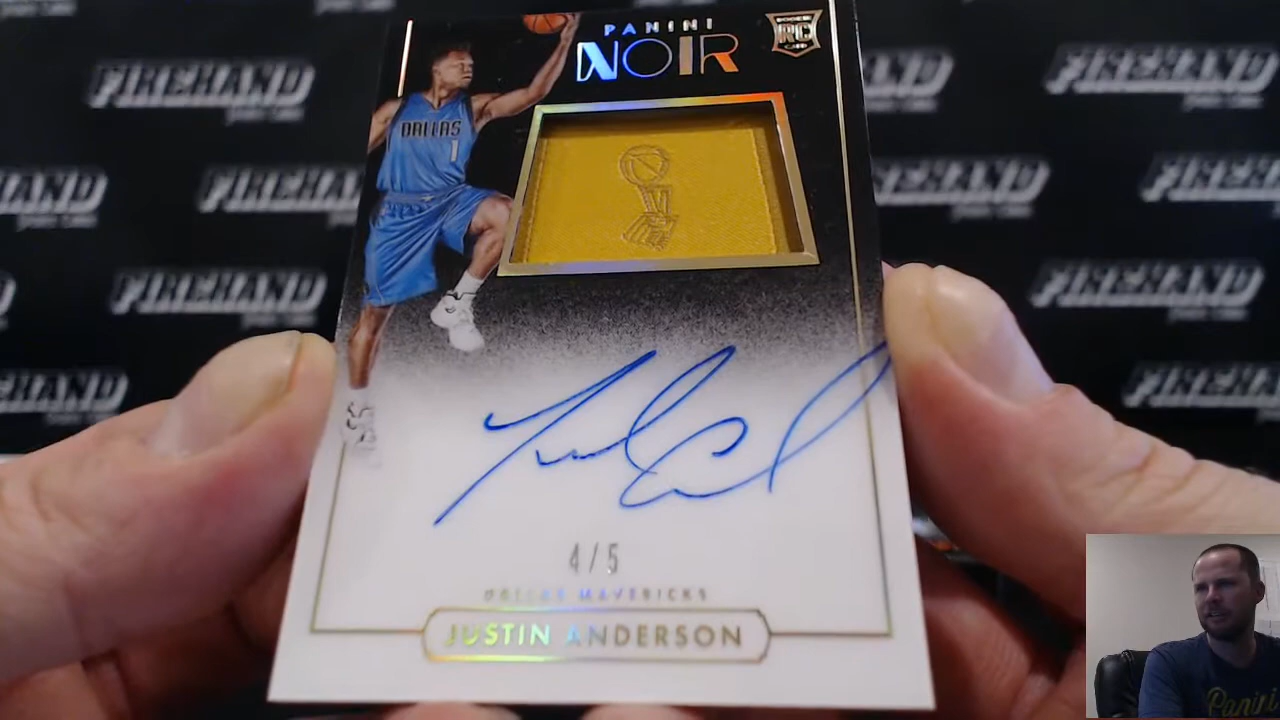 FIREHAND
FIREHAND
FIREHAND
FIREHAND
FIREHAND
FIREHAND
FIREHAND
FIREHAND
FIREHAND
PANINI
NOIR
ROOKIE
RC
CARD
DALLAS
1
4/5
DALLAS MAVERICKS
JUSTIN ANDERSON
Panini